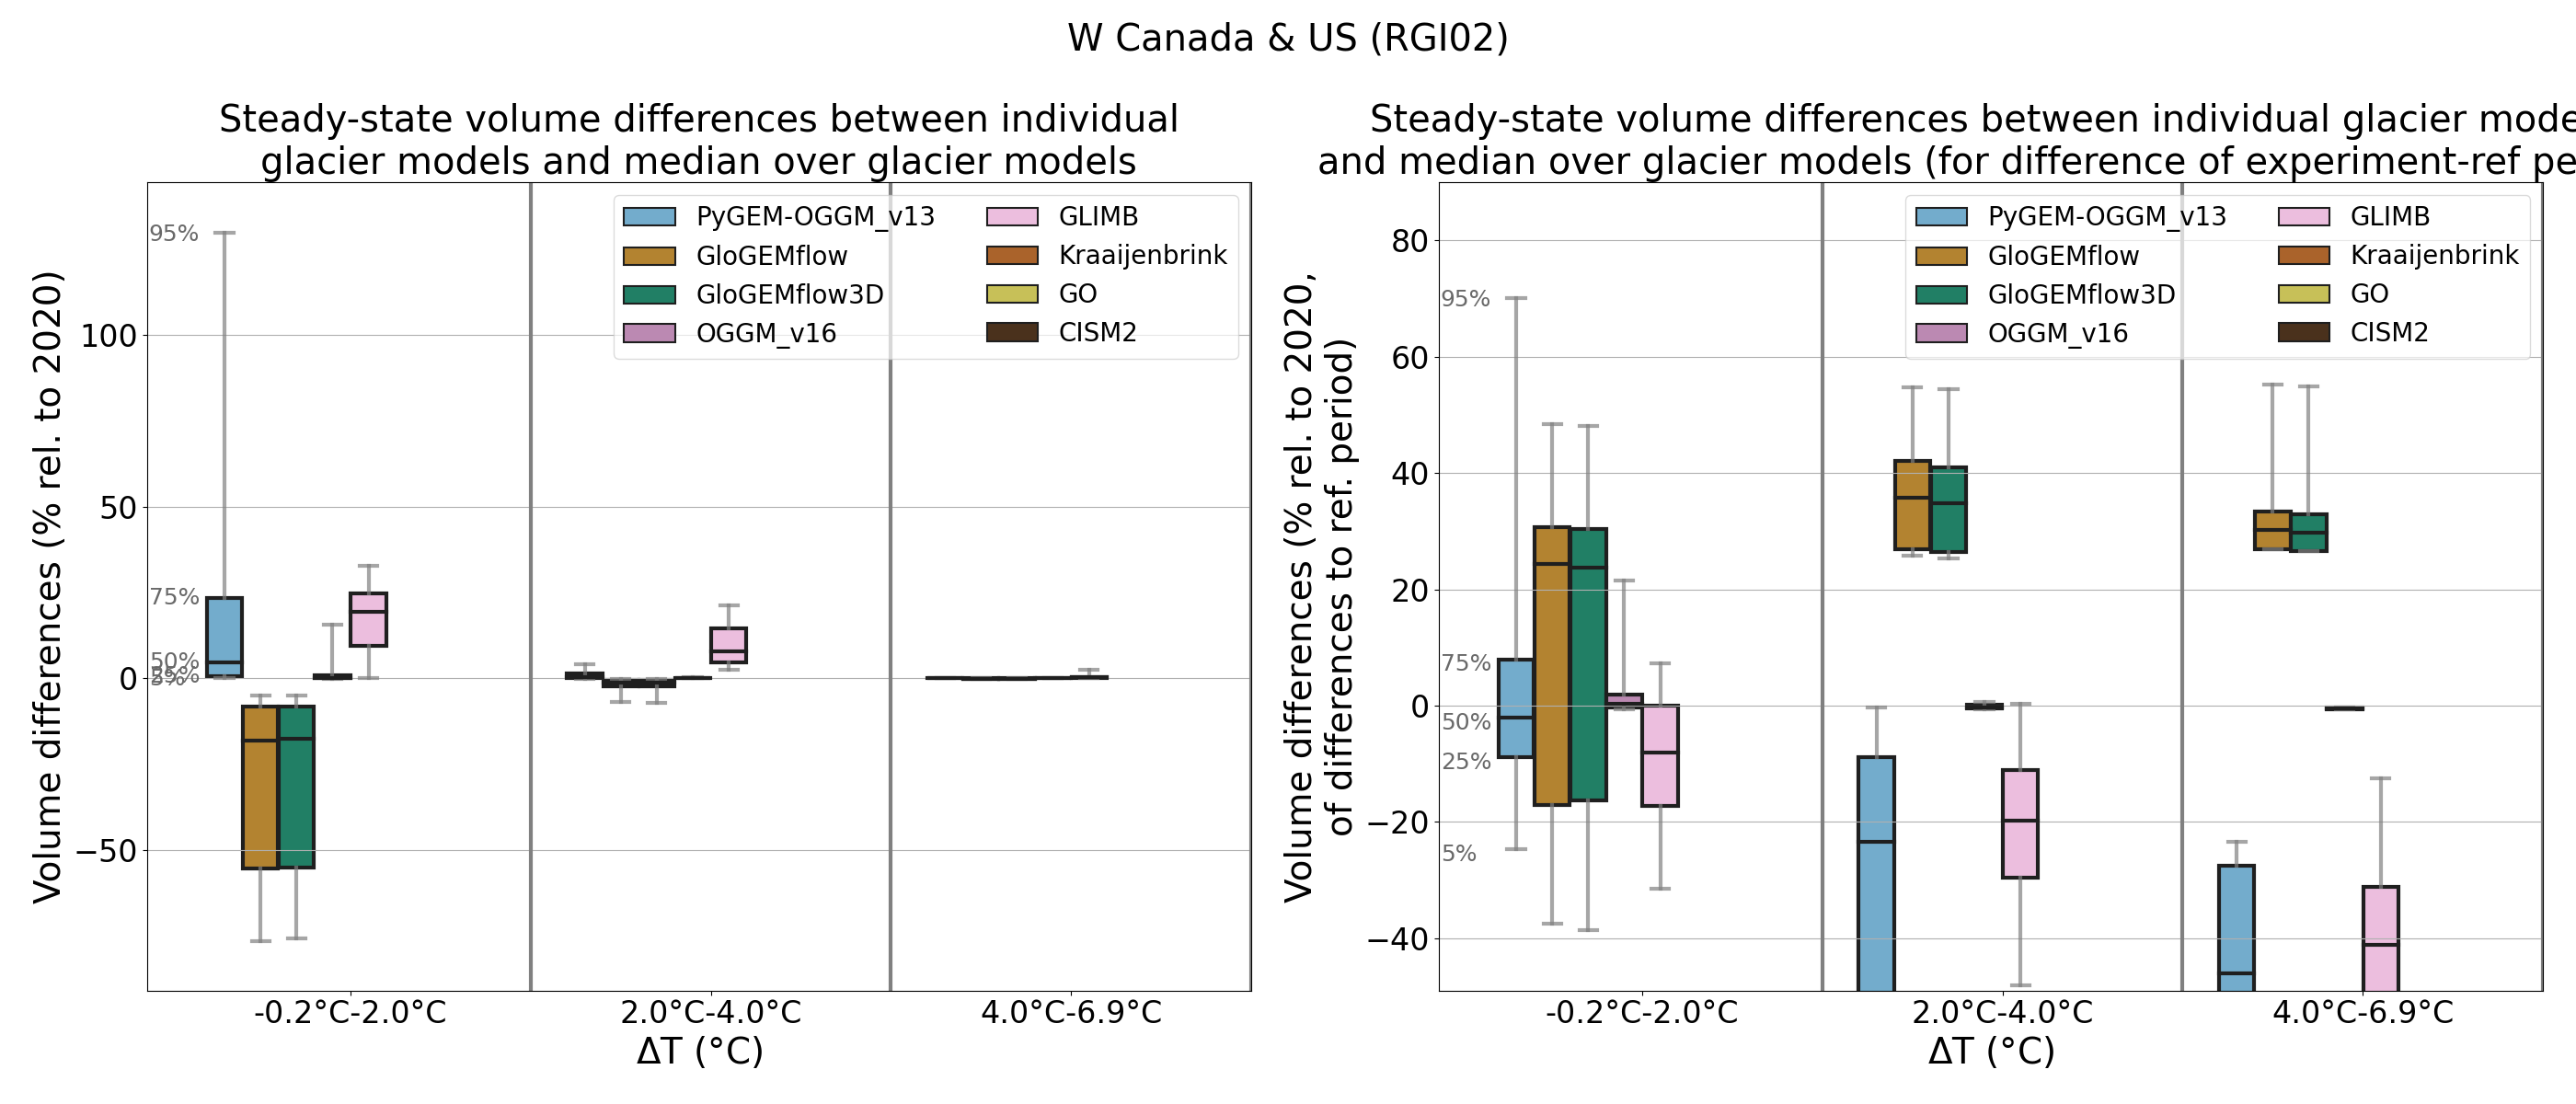 W Canada & US (RGI02)
Steady-state volume differences between individual
glacier models and median over glacier models
Volume differences (% rel. to 2020)
100
50
0
−50
95%
75%
50%
25%
5%
PyGEM-OGGM_v13
GloGEMflow
GloGEMflow3D
OGGM_v16
GLIMB
Kraaijenbrink
GO
CISM2
-0.2°C-2.0°C
2.0°C-4.0°C
4.0°C-6.9°C
ΔT (°C)
Steady-state volume differences between individual glacier mode
and median over glacier models (for difference of experiment-ref pe
Volume differences (% rel. to 2020,
of differences to ref. period)
80
60
40
20
0
−20
−40
95%
75%
50%
25%
5%
PyGEM-OGGM_v13
GloGEMflow
GloGEMflow3D
OGGM_v16
GLIMB
Kraaijenbrink
GO
CISM2
-0.2°C-2.0°C
2.0°C-4.0°C
4.0°C-6.9°C
ΔT (°C)